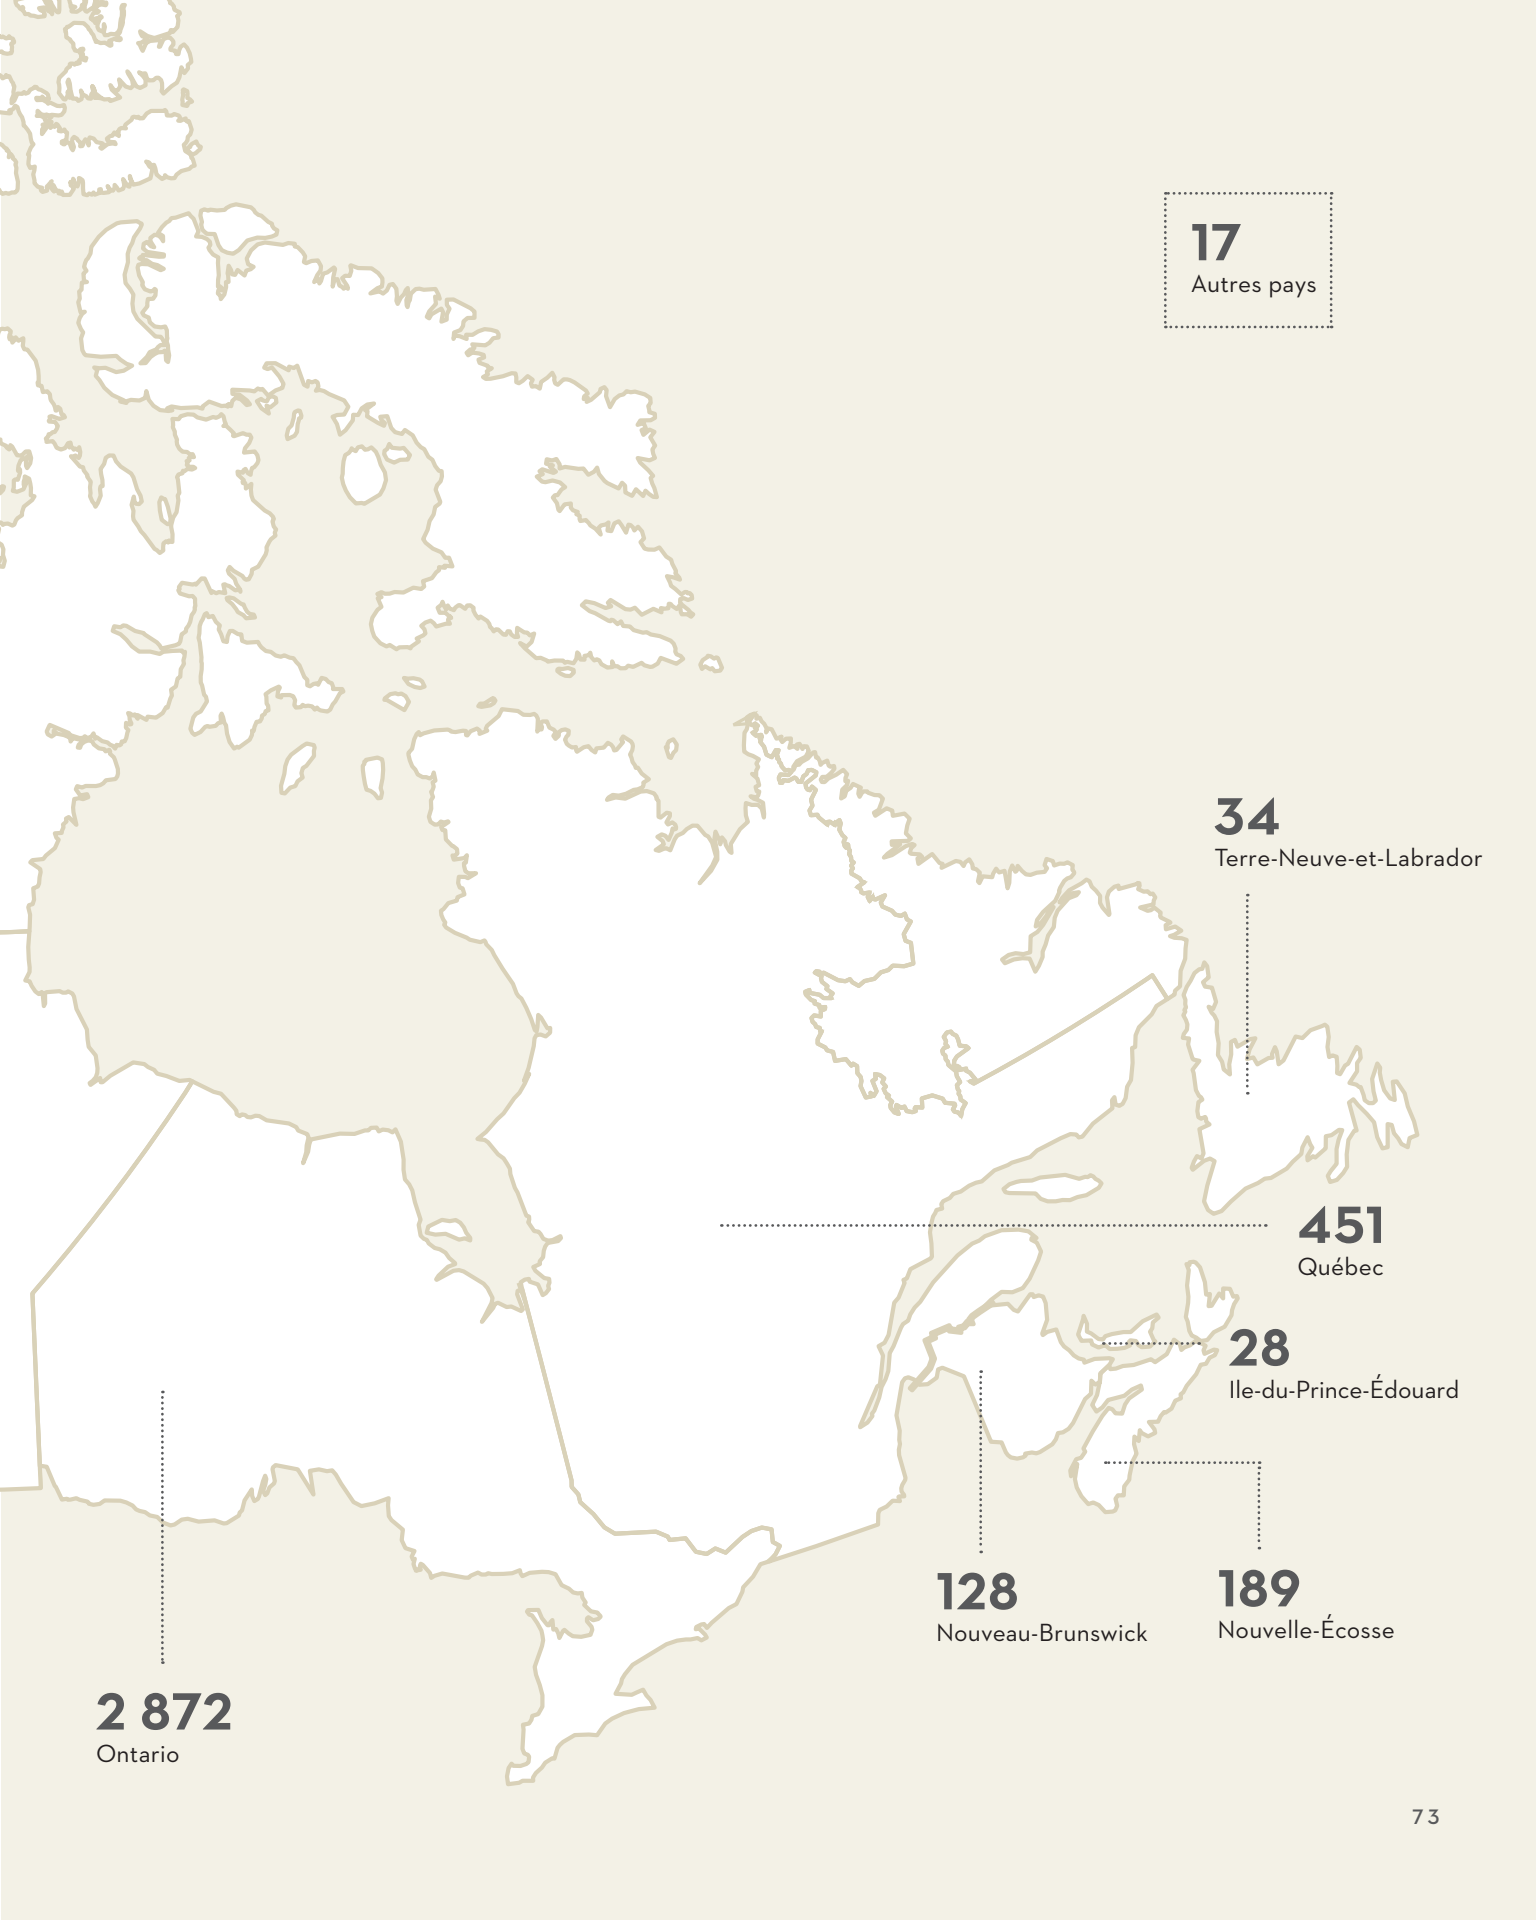 17
Autres pays
34
Terre-Neuve-et-Labrador
451
Québec
28
Ile-du-Prince-Édouard
128
Nouveau-Brunswick
189
Nouvelle-Écosse
2 872
Ontario
73